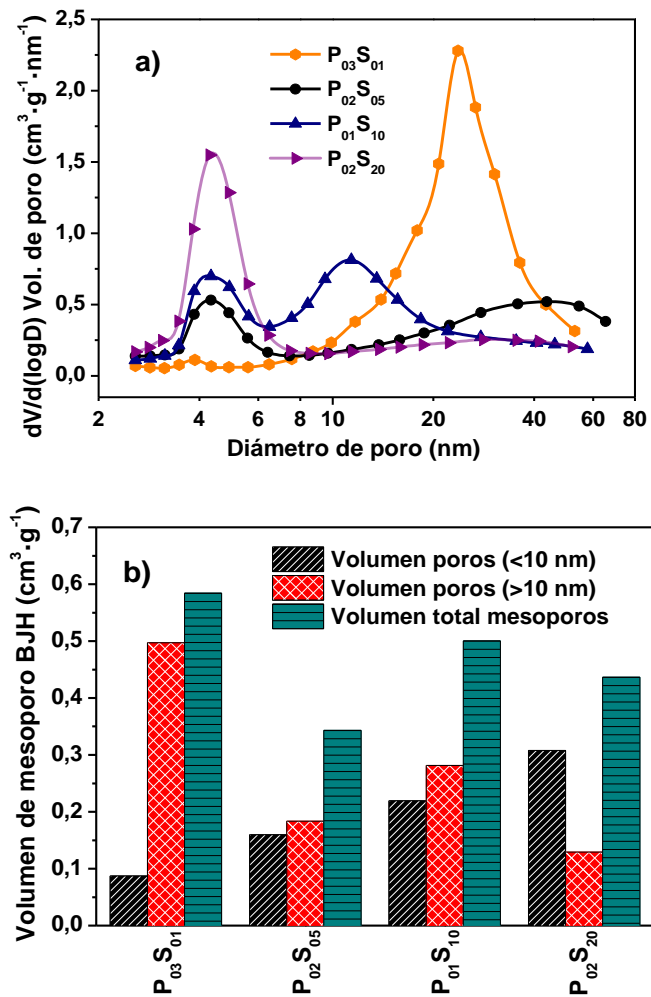 a)
P₀₃S₀₁
P₀₂S₀₅
P₀₁S₁₀
P₀₂S₂₀
dV/d(logD) Vol. de poro (cm³·g⁻¹·nm⁻¹)
2,5
2,0
1,5
1,0
0,5
0,0
2 4 6 8 10 20 40 60 80
Diámetro de poro (nm)
b)
Volumen poros (<10 nm)
Volumen poros (>10 nm)
Volumen total mesoporos
Volumen de mesoporo BJH (cm³·g⁻¹)
0,7
0,6
0,5
0,4
0,3
0,2
0,1
0,0
P₀₃S₀₁
P₀₂S₀₅
P₀₁S₁₀
P₀₂S₂₀